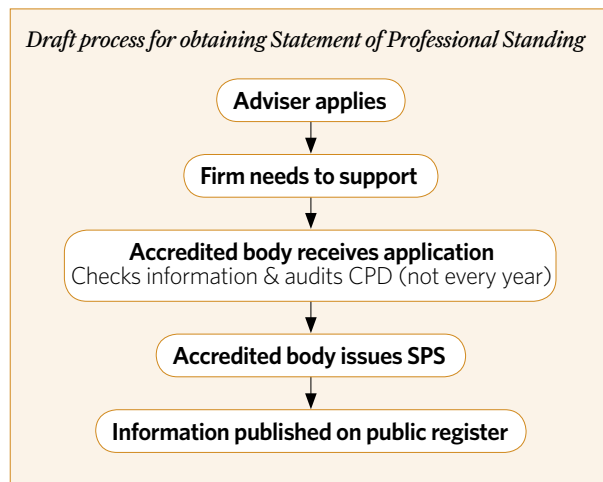 Draft process for obtaining Statement of Professional Standing
Adviser applies
Firm needs to support
Accredited body receives application
Checks information & audits CPD (not every year)
Accredited body issues SPS
Information published on public register